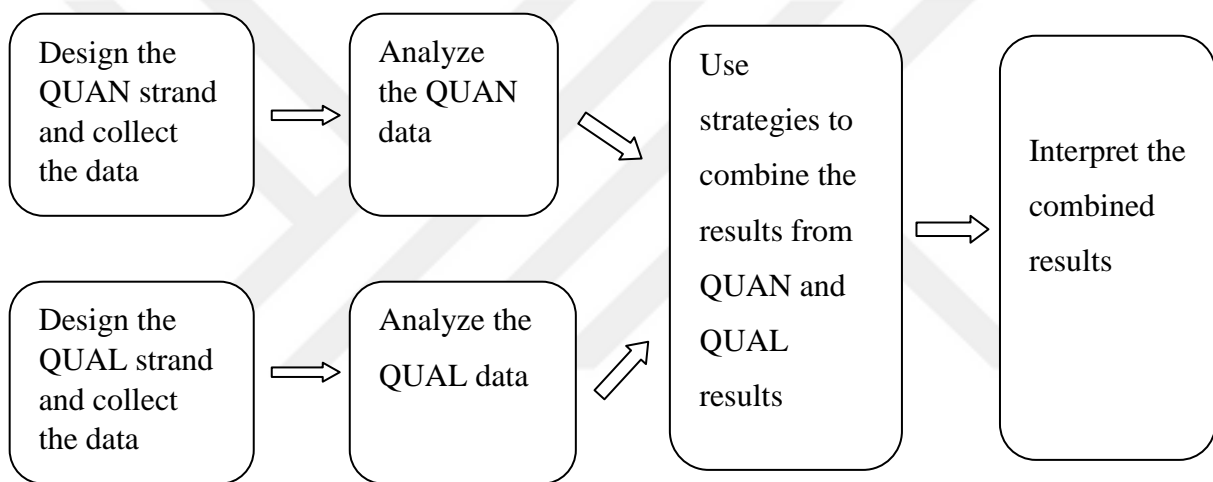 Design the
QUAN strand
and collect
the data
Analyze
the QUAN
data
Design the
QUAL strand
and collect
the data
Analyze the
QUAL data
Use
strategies to
combine the
results from
QUAN and
QUAL
results
Interpret the
combined
results